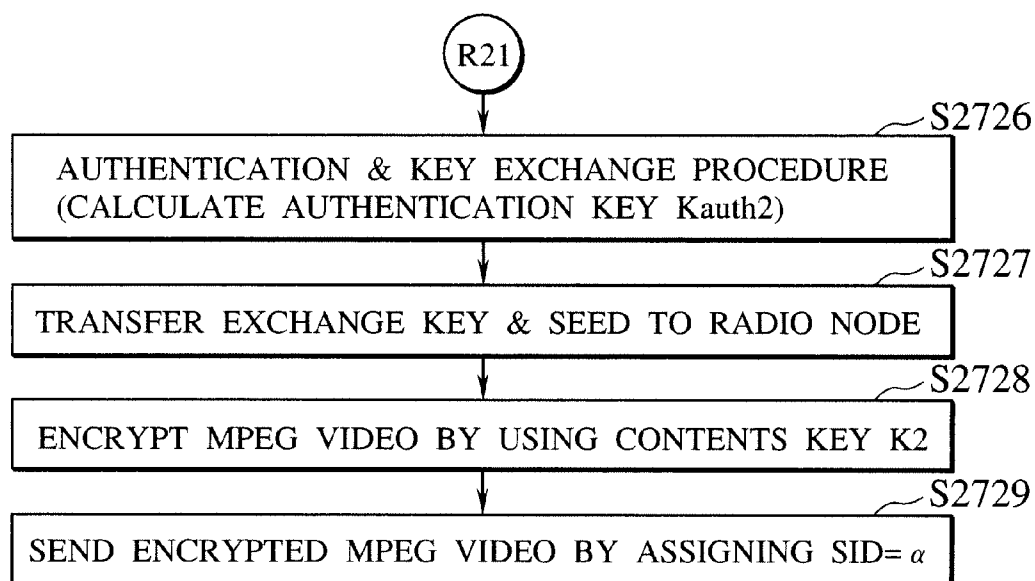 R21
S2726
AUTHENTICATION & KEY EXCHANGE PROCEDURE
(CALCULATE AUTHENTICATION KEY Kauth2)
S2727
TRANSFER EXCHANGE KEY & SEED TO RADIO NODE
S2728
ENCRYPT MPEG VIDEO BY USING CONTENTS KEY K2
S2729
SEND ENCRYPTED MPEG VIDEO BY ASSIGNING SID= α